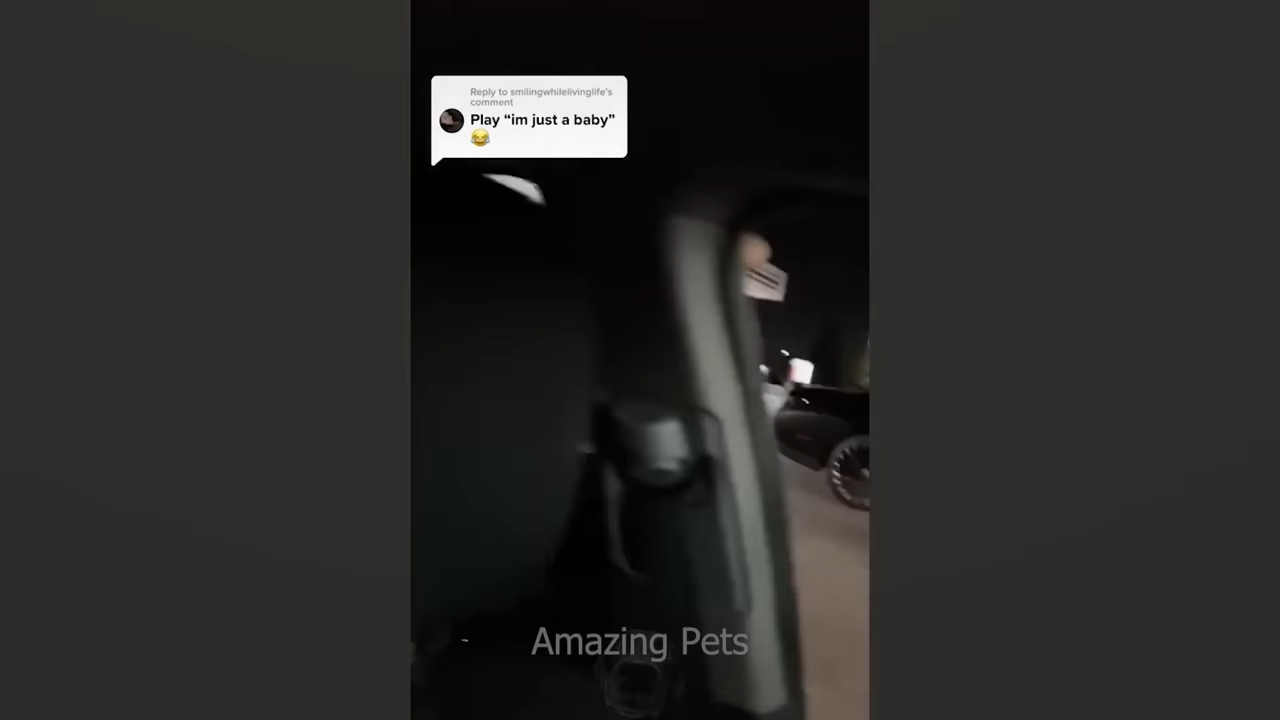 Reply to smilingwhilelivinglife's
comment
Play “im just a baby”
😂
Amazing Pets